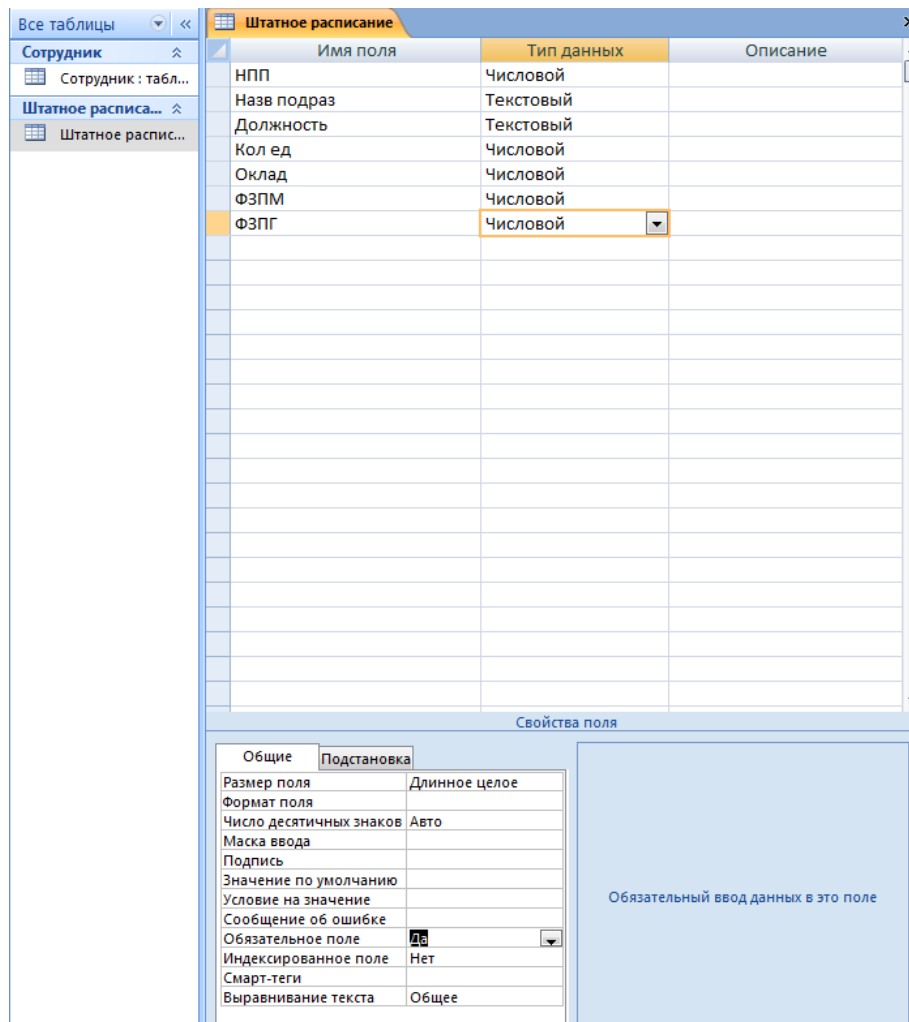 Все таблицы
Сотрудник
Сотрудник : табл...
Штатное расписа...
Штатное распис...
Штатное расписание
Имя поля Тип данных Описание
НПП Числовой
Назв подраз Текстовый
Должность Текстовый
Кол ед Числовой
Оклад Числовой
ФЗПМ Числовой
ФЗПГ Числовой
Свойства поля
Общие Подстановка
Размер поля Длинное целое
Формат поля
Число десятичных знаков Авто
Маска ввода
Подпись
Значение по умолчанию
Условие на значение
Сообщение об ошибке
Обязательное поле Да
Индексированное поле Нет
Смарт-теги
Выравнивание текста Общее
Обязательный ввод данных в это поле